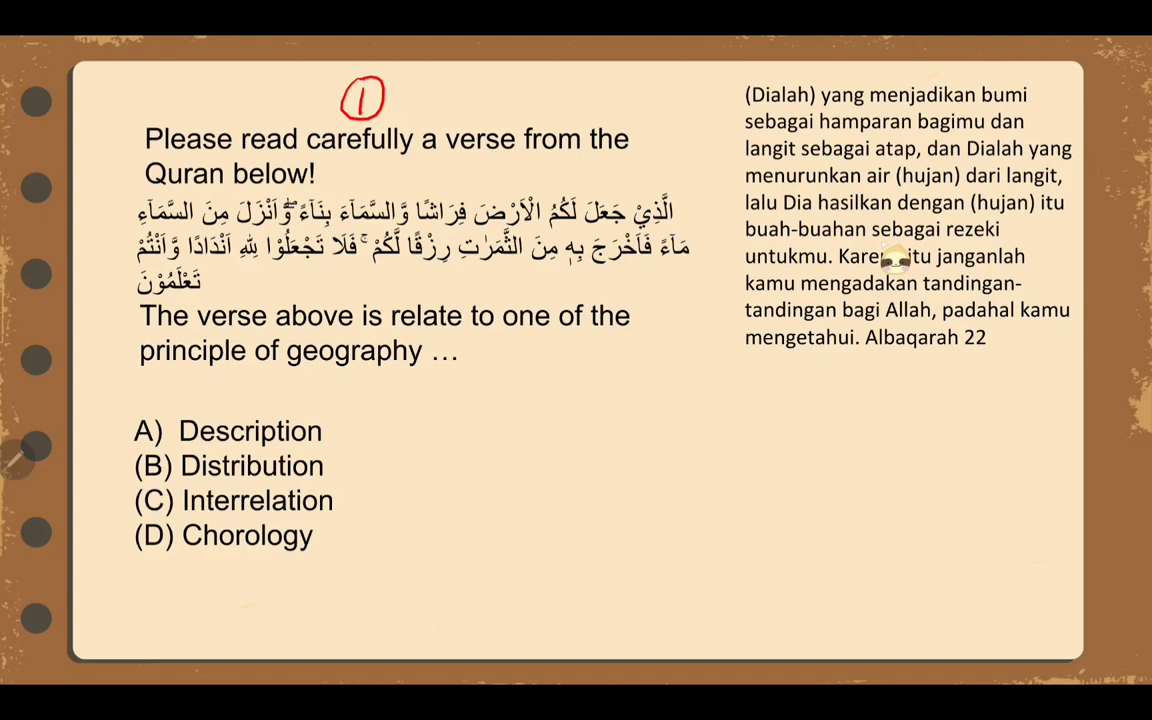 ①
Please read carefully a verse from the
Quran below!
الَّذِيْ جَعَلَ لَكُمُ الْاَرْضَ فِرَاشًا وَّالسَّمَاۤءَ بِنَاۤءً ۖوَّاَنْزَلَ مِنَ السَّمَاۤءِ
مَاۤءً فَاَخْرَجَ بِهٖ مِنَ الثَّمَرٰتِ رِزْقًا لَّكُمْ ۚ فَلَا تَجْعَلُوْا لِلّٰهِ اَنْدَادًا وَّاَنْتُمْ
تَعْلَمُوْنَ
The verse above is relate to one of the
principle of geography …
A) Description
(B) Distribution
(C) Interrelation
(D) Chorology
(Dialah) yang menjadikan bumi
sebagai hamparan bagimu dan
langit sebagai atap, dan Dialah yang
menurunkan air (hujan) dari langit,
lalu Dia hasilkan dengan (hujan) itu
buah-buahan sebagai rezeki
untukmu. itu janganlah
kamu mengadakan tandingan-
tandingan bagi Allah, padahal kamu
mengetahui. Albaqarah 22